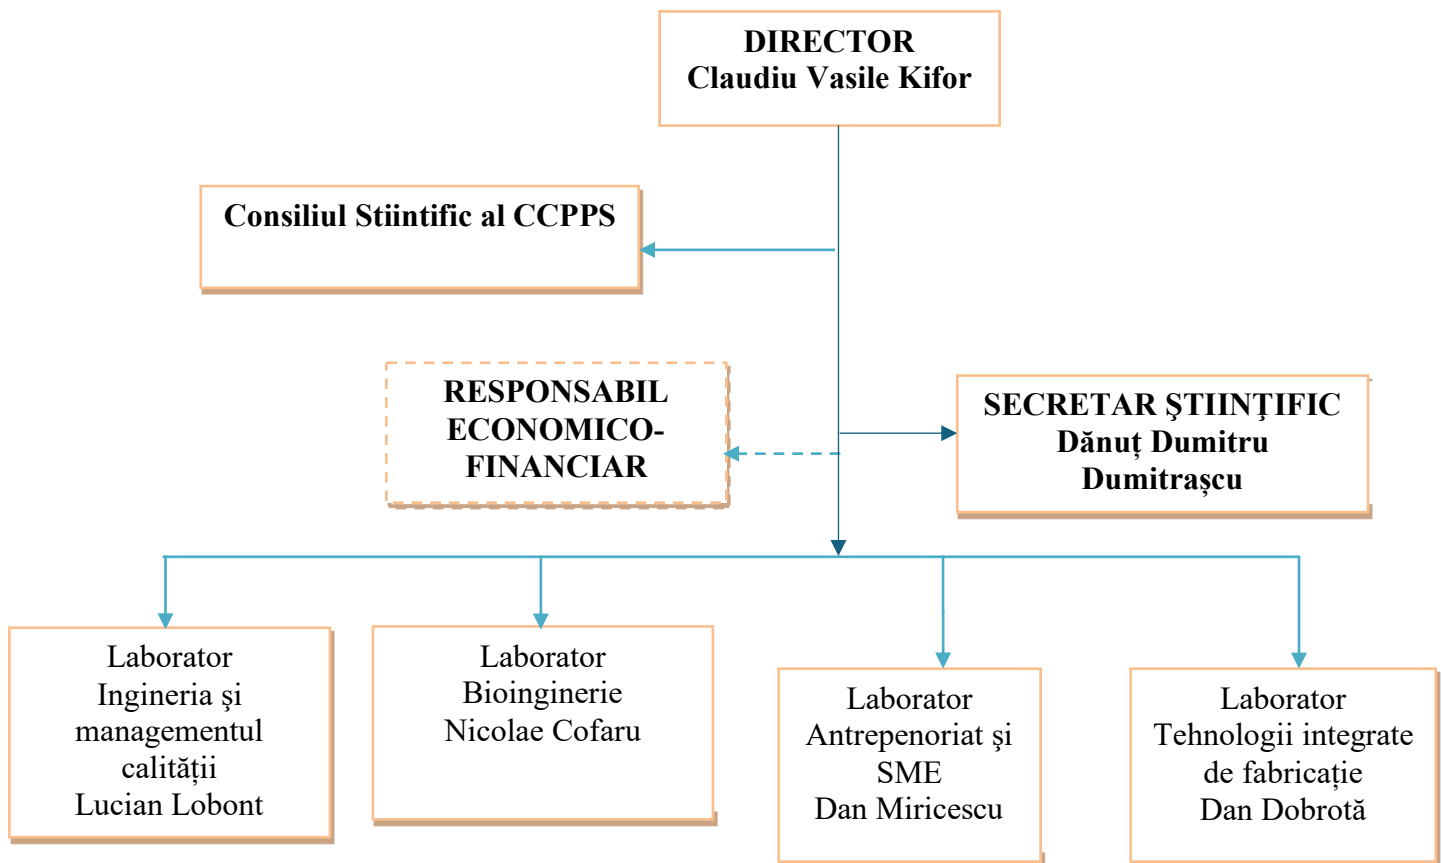 DIRECTOR
Claudiu Vasile Kifor
Consiliul Stiintific al CCPPS
RESPONSABIL
ECONOMICO-
FINANCIAR
SECRETAR ŞTIINŢIFIC
Dănuț Dumitru
Dumitrașcu
Laborator
Ingineria şi
managementul
calității
Lucian Lobont
Laborator
Bioinginerie
Nicolae Cofaru
Laborator
Antrepenoriat şi
SME
Dan Miricescu
Laborator
Tehnologii integrate
de fabricație
Dan Dobrotă